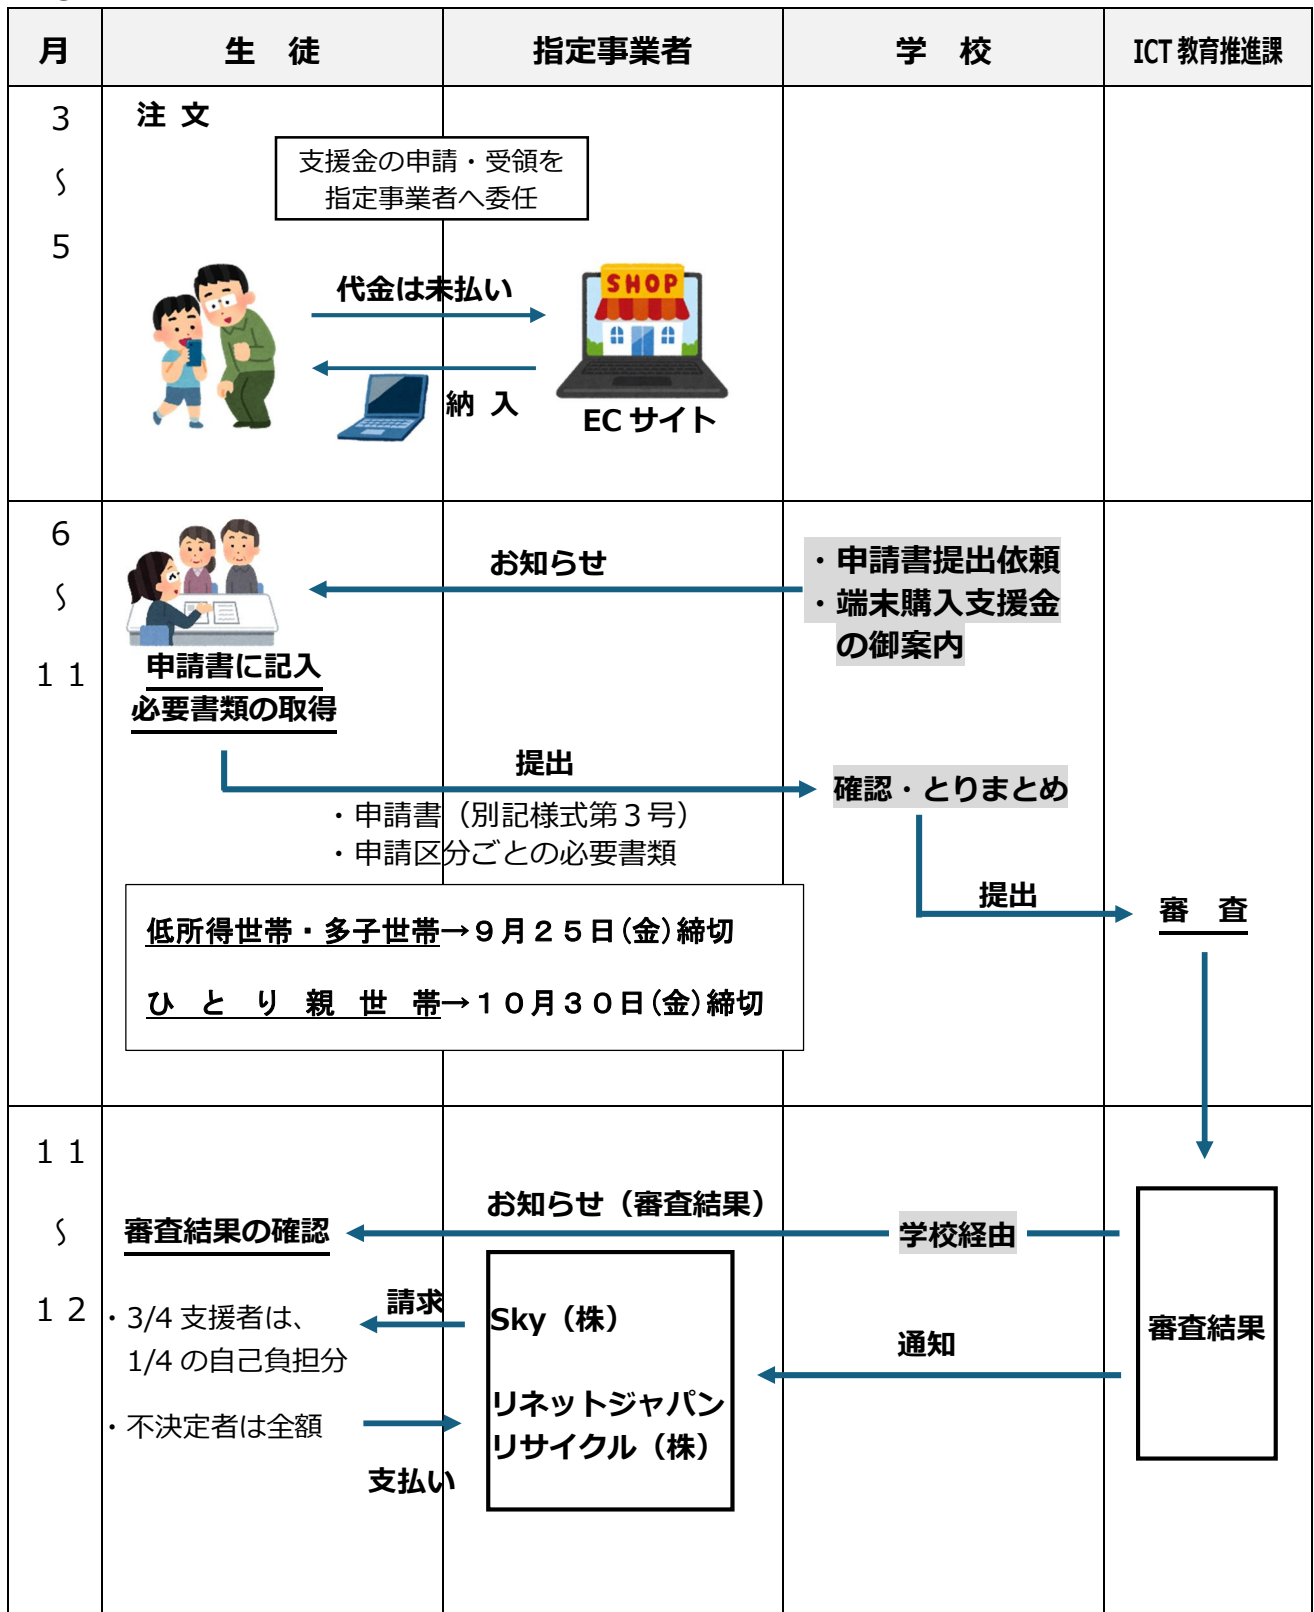 月
生 徒
指定事業者
学 校
ICT 教育推進課
3
～
5
注 文
支援金の申請・受領を
指定事業者へ委任
代金は未払い
SHOP
納 入
EC サイト
6
～
１１
お知らせ
・申請書提出依頼
・端末購入支援金
の御案内
申請書に記入
必要書類の取得
提出
確認・とりまとめ
・申請書（別記様式第３号）
・申請区分ごとの必要書類
提出
審 査
低所得世帯・多子世帯→９月２５日(金)締切
ひ と り 親 世 帯→１０月３０日(金)締切
１１
～
１２
お知らせ（審査結果）
審査結果の確認
学校経由
・3/4 支援者は、
1/4 の自己負担分
請求
Sky（株）
通知
審査結果
リネットジャパン
リサイクル（株）
・不決定者は全額
支払い